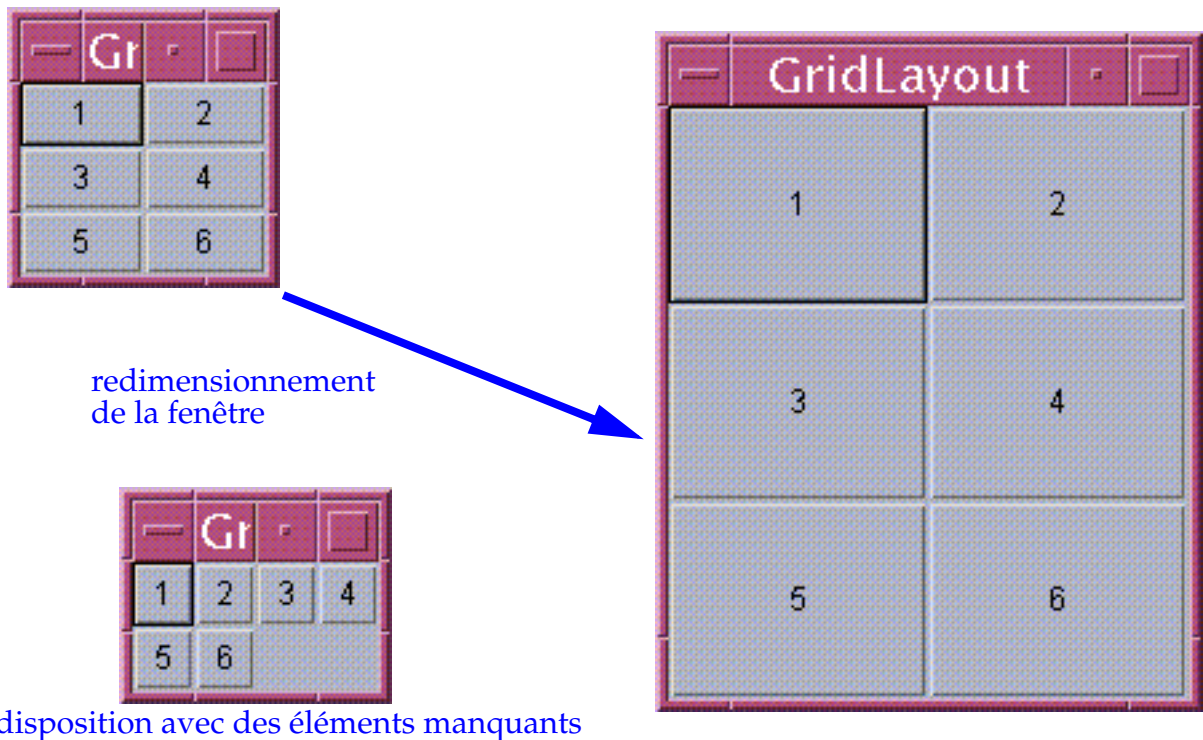 Gr
1 2
3 4
5 6
GridLayout
1 2
3 4
5 6
redimensionnement
de la fenêtre
Gr
1 2 3 4
5 6
disposition avec des éléments manquants